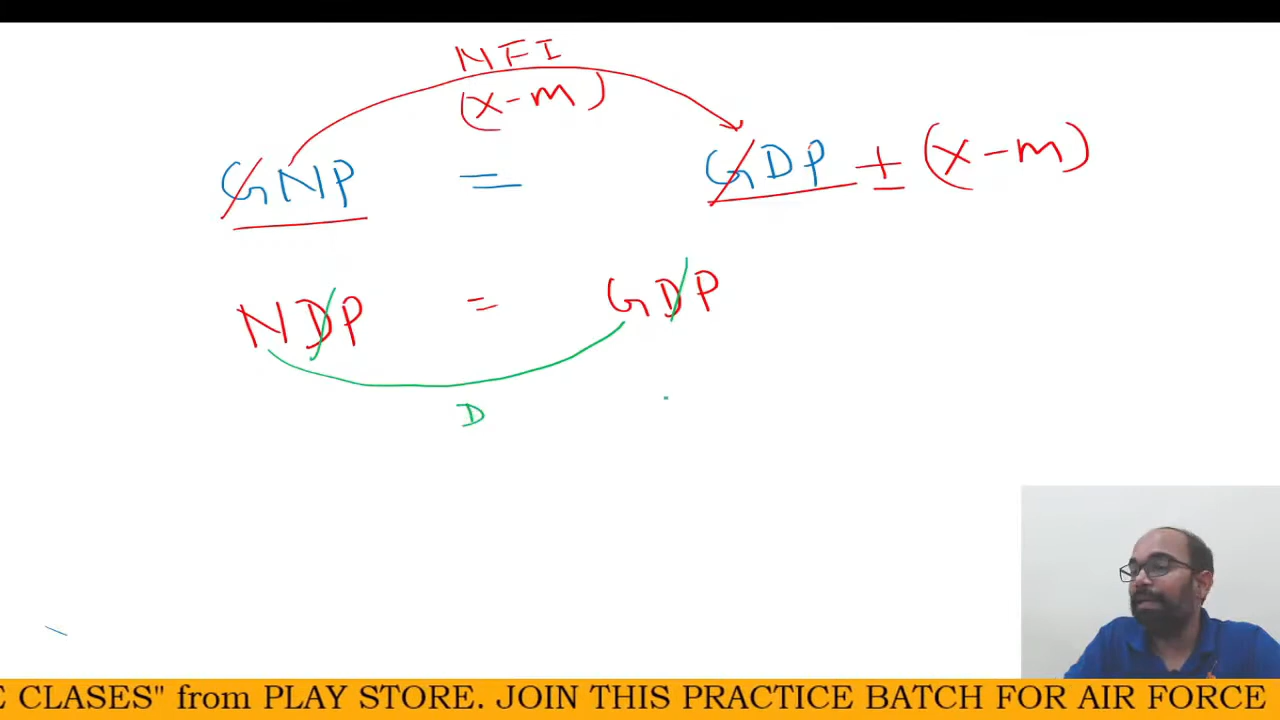 NFI
(x-m)
GNP = GDP ± (x-m)
NDP = GDP
D
E CLASES" from PLAY STORE. JOIN THIS PRACTICE BATCH FOR AIR FORCE